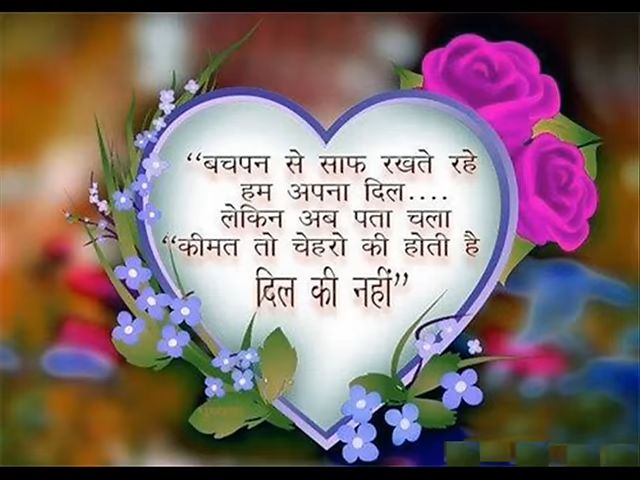 “बचपन से साफ रखते रहे
हम अपना दिल....
लेकिन अब पता चला
“कीमत तो चेहरो की होती है
दिल की नहीं”